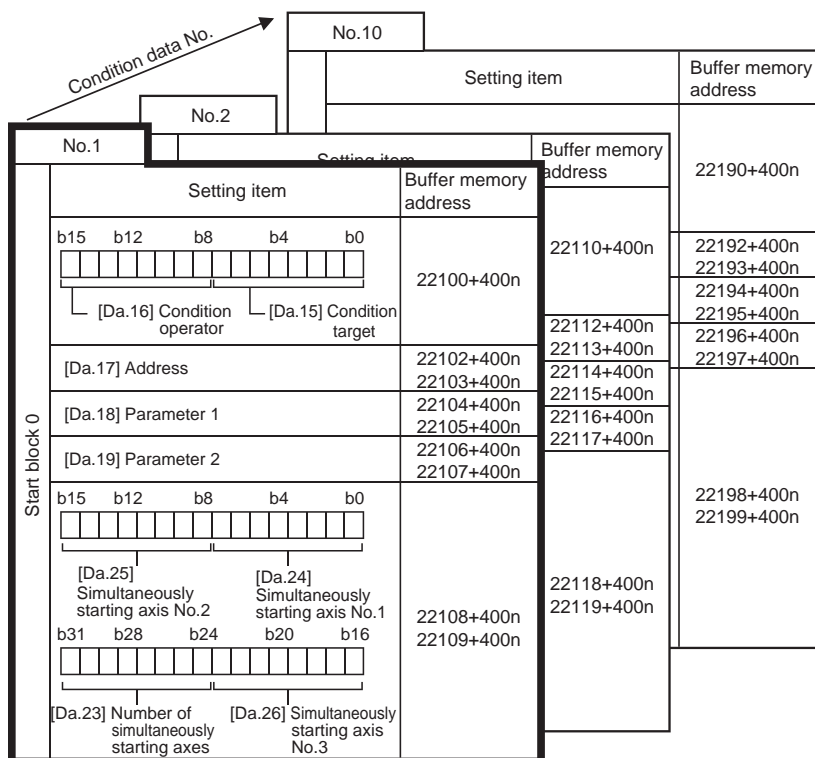 Condition data No.
No.10
Setting item
Buffer memory
address
22190+400n
22192+400n
22193+400n
22194+400n
22195+400n
22196+400n
22197+400n
22198+400n
22199+400n
No.2
Setting item
Buffer memory
address
22110+400n
22112+400n
22113+400n
22114+400n
22115+400n
22116+400n
22117+400n
22118+400n
22119+400n
No.1
Start block 0
Setting item
Buffer memory
address
b15 b12 b8 b4 b0
[Da.16] Condition
operator
[Da.15] Condition
target
22100+400n
[Da.17] Address
22102+400n
22103+400n
[Da.18] Parameter 1
22104+400n
22105+400n
[Da.19] Parameter 2
22106+400n
22107+400n
b15 b12 b8 b4 b0
[Da.25]
Simultaneously
starting axis No.2
[Da.24]
Simultaneously
starting axis No.1
b31 b28 b24 b20 b16
[Da.23] Number of
simultaneously
starting axes
[Da.26] Simultaneously
starting axis
No.3
22108+400n
22109+400n